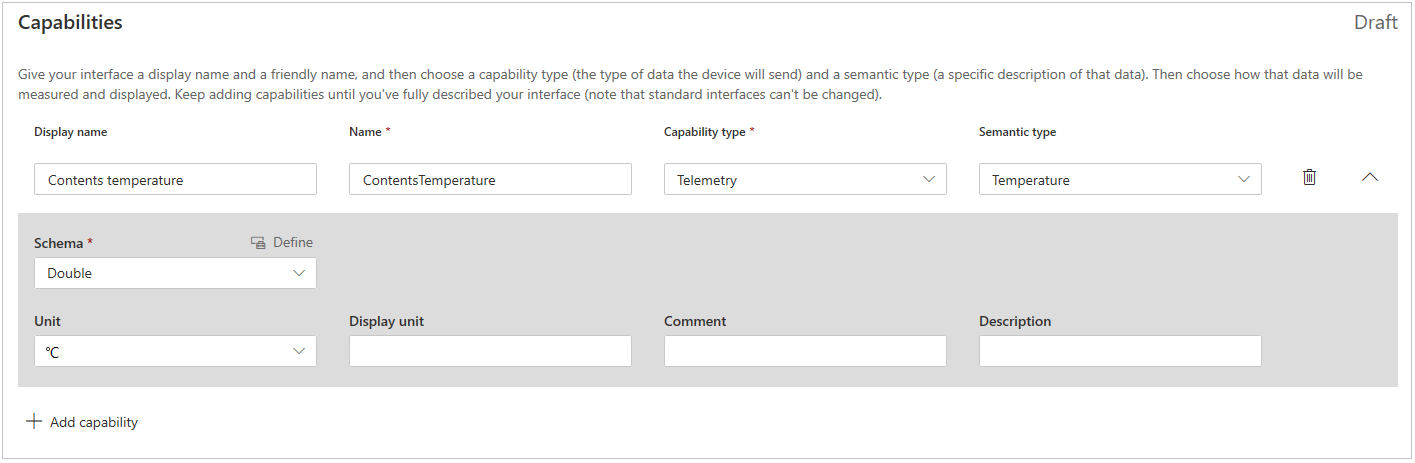 Capabilities
Draft
Give your interface a display name and a friendly name, and then choose a capability type (the type of data the device will send) and a semantic type (a specific description of that data). Then choose how that data will be
measured and displayed. Keep adding capabilities until you've fully described your interface (note that standard interfaces can't be changed).
Display name
Name *
Capability type *
Semantic type
Contents temperature
ContentsTemperature
Telemetry
Temperature
Schema *
Define
Double
Unit
Display unit
Comment
Description
°C
Add capability